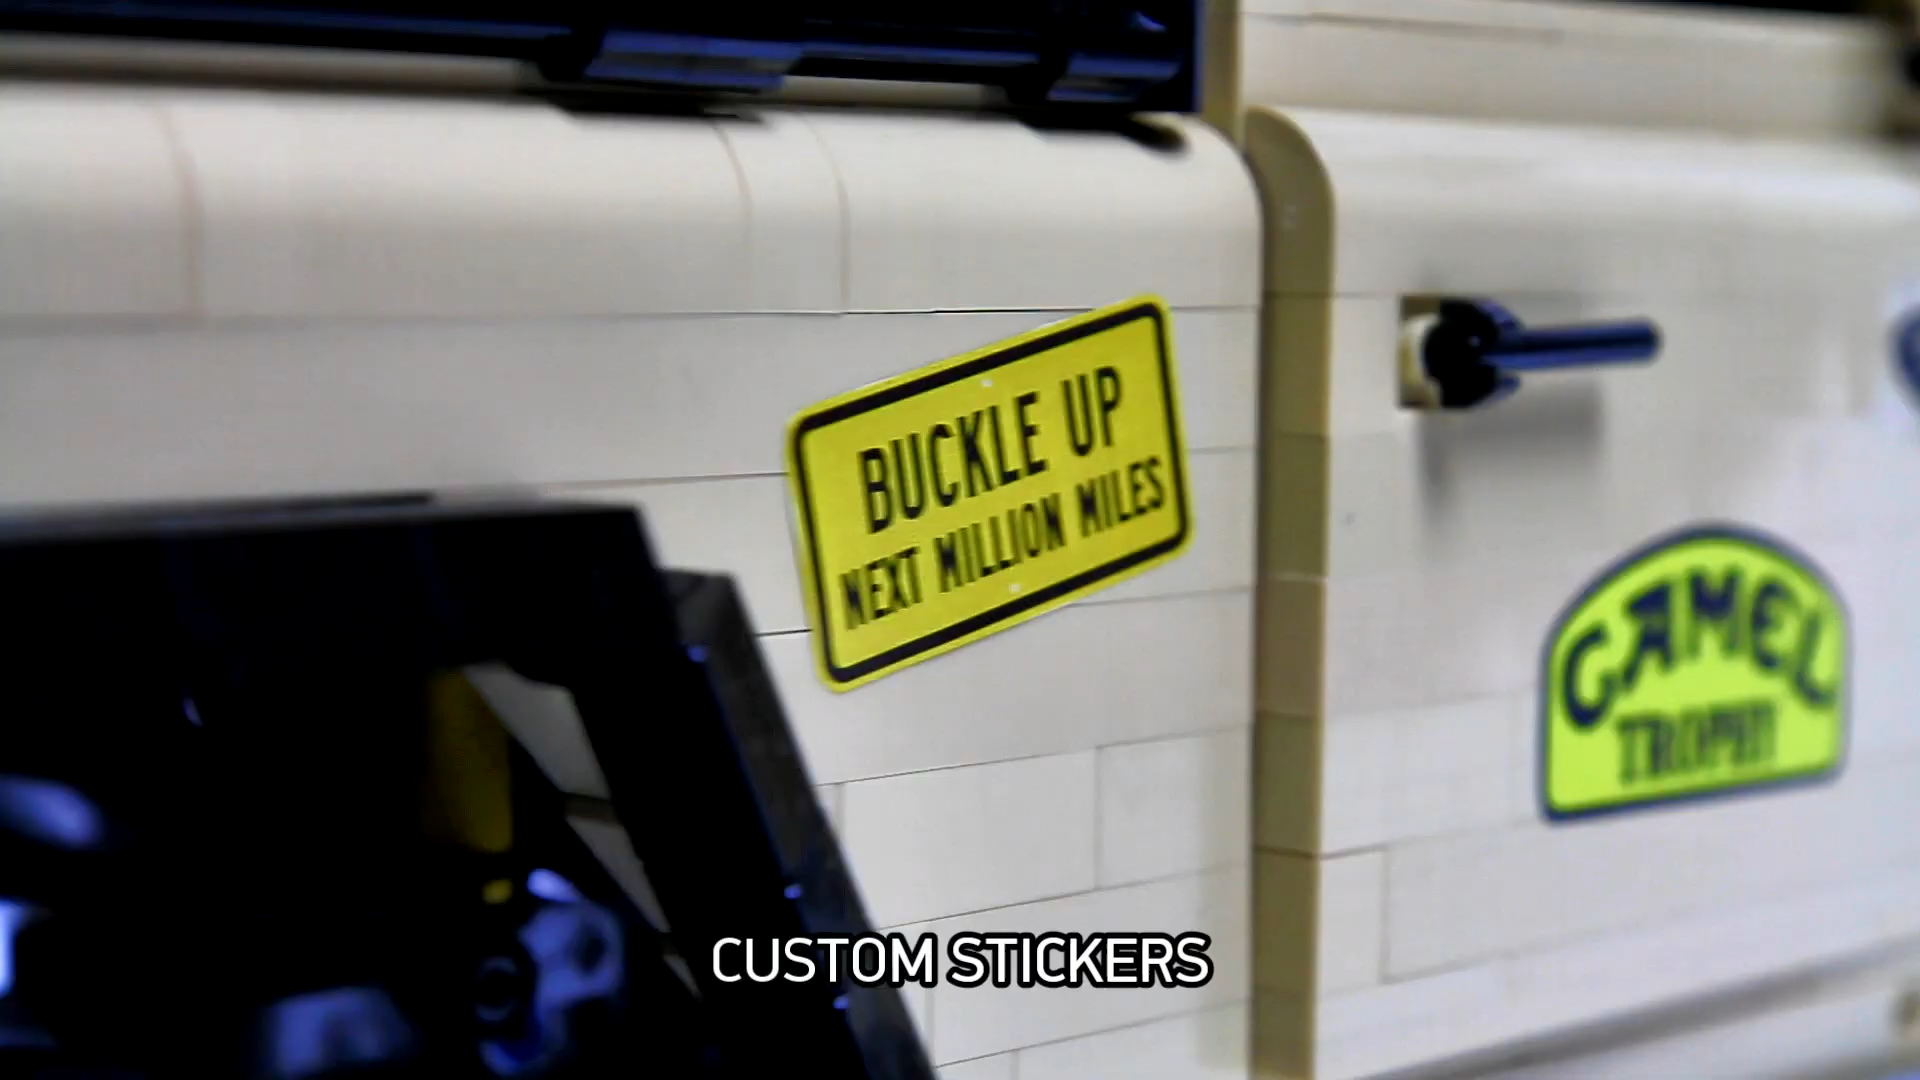 BUCKLE UP
NEXT MILLION MILES
CAMEL
TROPHY
CUSTOM STICKERS